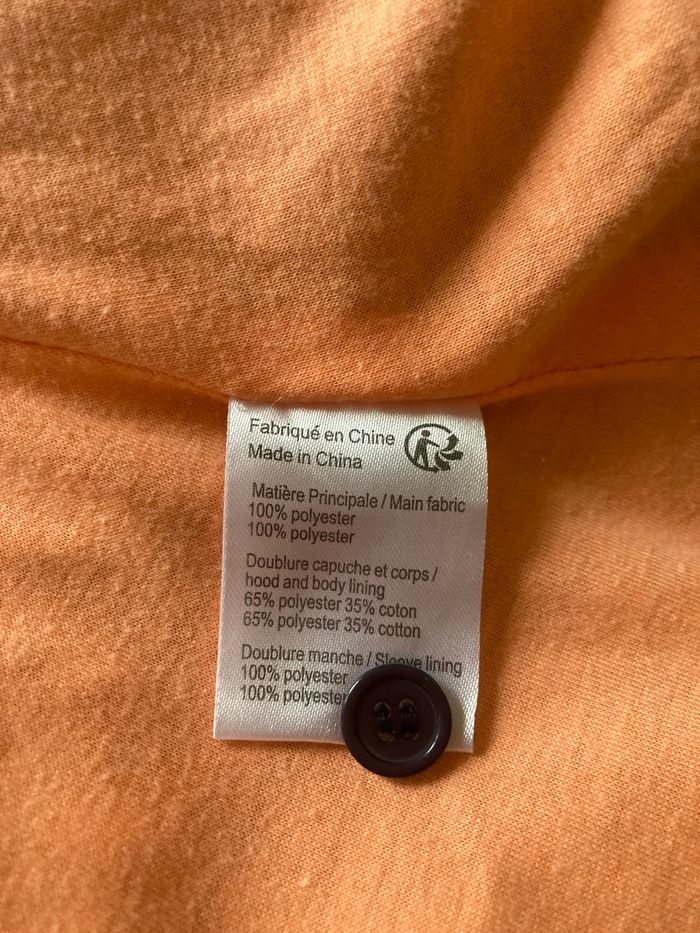 Fabriqué en Chine
Made in China
Matière Principale / Main fabric
100% polyester
100% polyester
Doublure capuche et corps /
hood and body lining
65% polyester 35% coton
65% polyester 35% cotton
Doublure manche / Sleeve lining
100% polyester
100% polyester